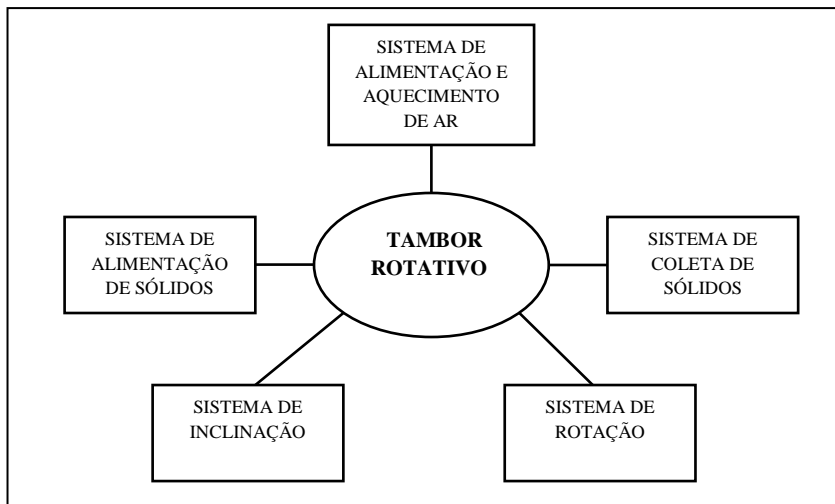 SISTEMA DE
ALIMENTAÇÃO E
AQUECIMENTO
DE AR
SISTEMA DE
ALIMENTAÇÃO
DE SÓLIDOS
TAMBOR
ROTATIVO
SISTEMA DE
COLETA DE
SÓLIDOS
SISTEMA DE
INCLINAÇÃO
SISTEMA DE
ROTAÇÃO